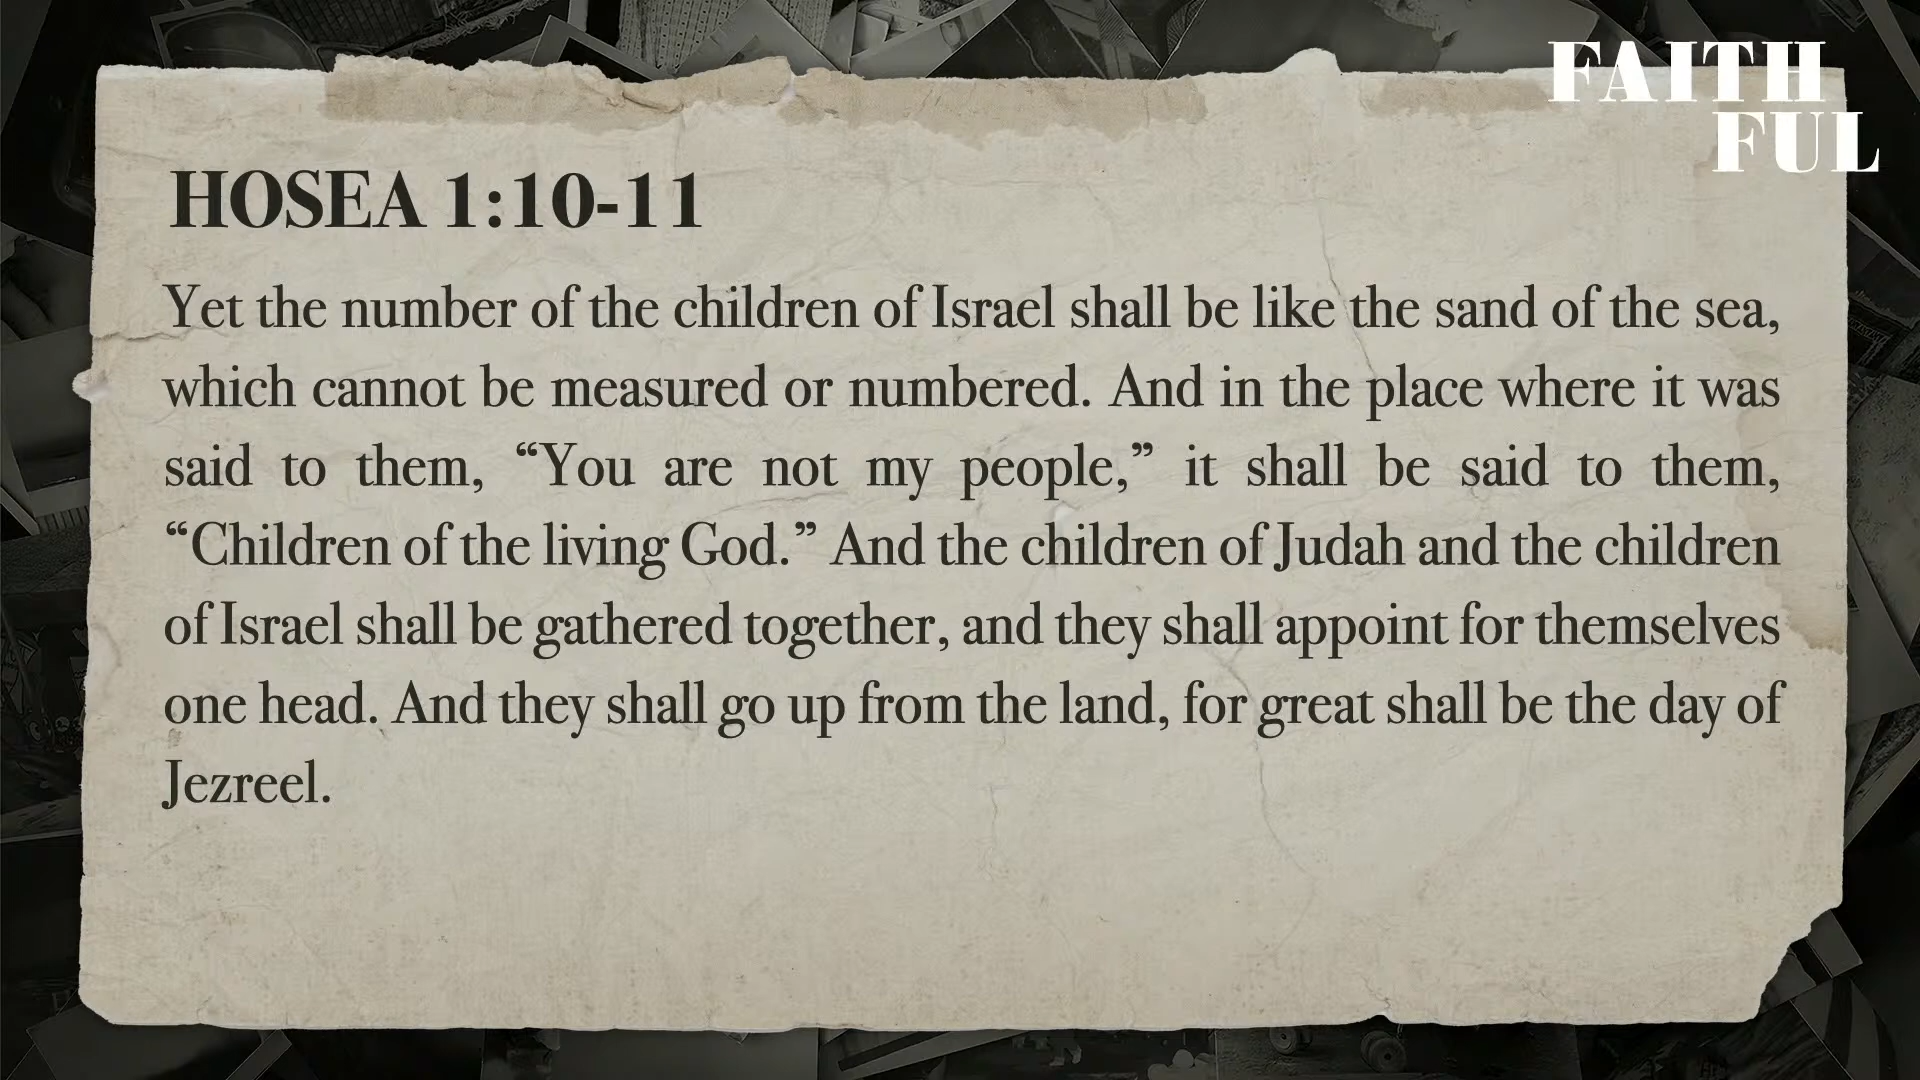 FAITH
FUL
HOSEA 1:10-11
Yet the number of the children of Israel shall be like the sand of the sea,
which cannot be measured or numbered. And in the place where it was
said to them, “You are not my people,” it shall be said to them,
“Children of the living God.” And the children of Judah and the children
of Israel shall be gathered together, and they shall appoint for themselves
one head. And they shall go up from the land, for great shall be the day of
Jezreel.